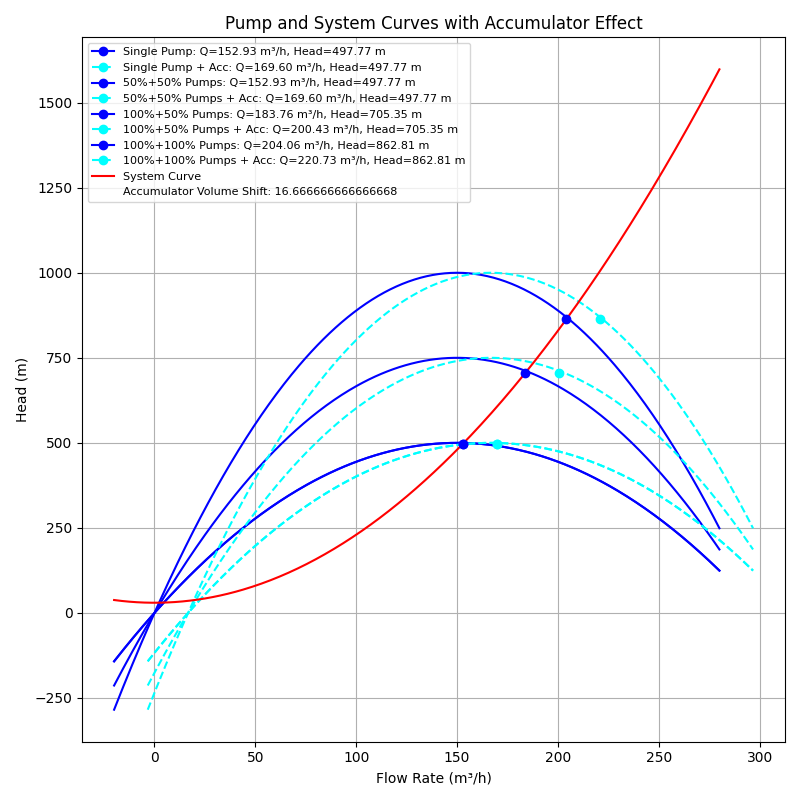 Pump and System Curves with Accumulator Effect
Single Pump: Q=152.93 m³/h, Head=497.77 m
Single Pump + Acc: Q=169.60 m³/h, Head=497.77 m
50%+50% Pumps: Q=152.93 m³/h, Head=497.77 m
50%+50% Pumps + Acc: Q=169.60 m³/h, Head=497.77 m
100%+50% Pumps: Q=183.76 m³/h, Head=705.35 m
100%+50% Pumps + Acc: Q=200.43 m³/h, Head=705.35 m
100%+100% Pumps: Q=204.06 m³/h, Head=862.81 m
100%+100% Pumps + Acc: Q=220.73 m³/h, Head=862.81 m
System Curve
Accumulator Volume Shift: 16.666666666666668
Head (m)
1500
1250
1000
750
500
250
0
−250
0 50 100 150 200 250 300
Flow Rate (m³/h)